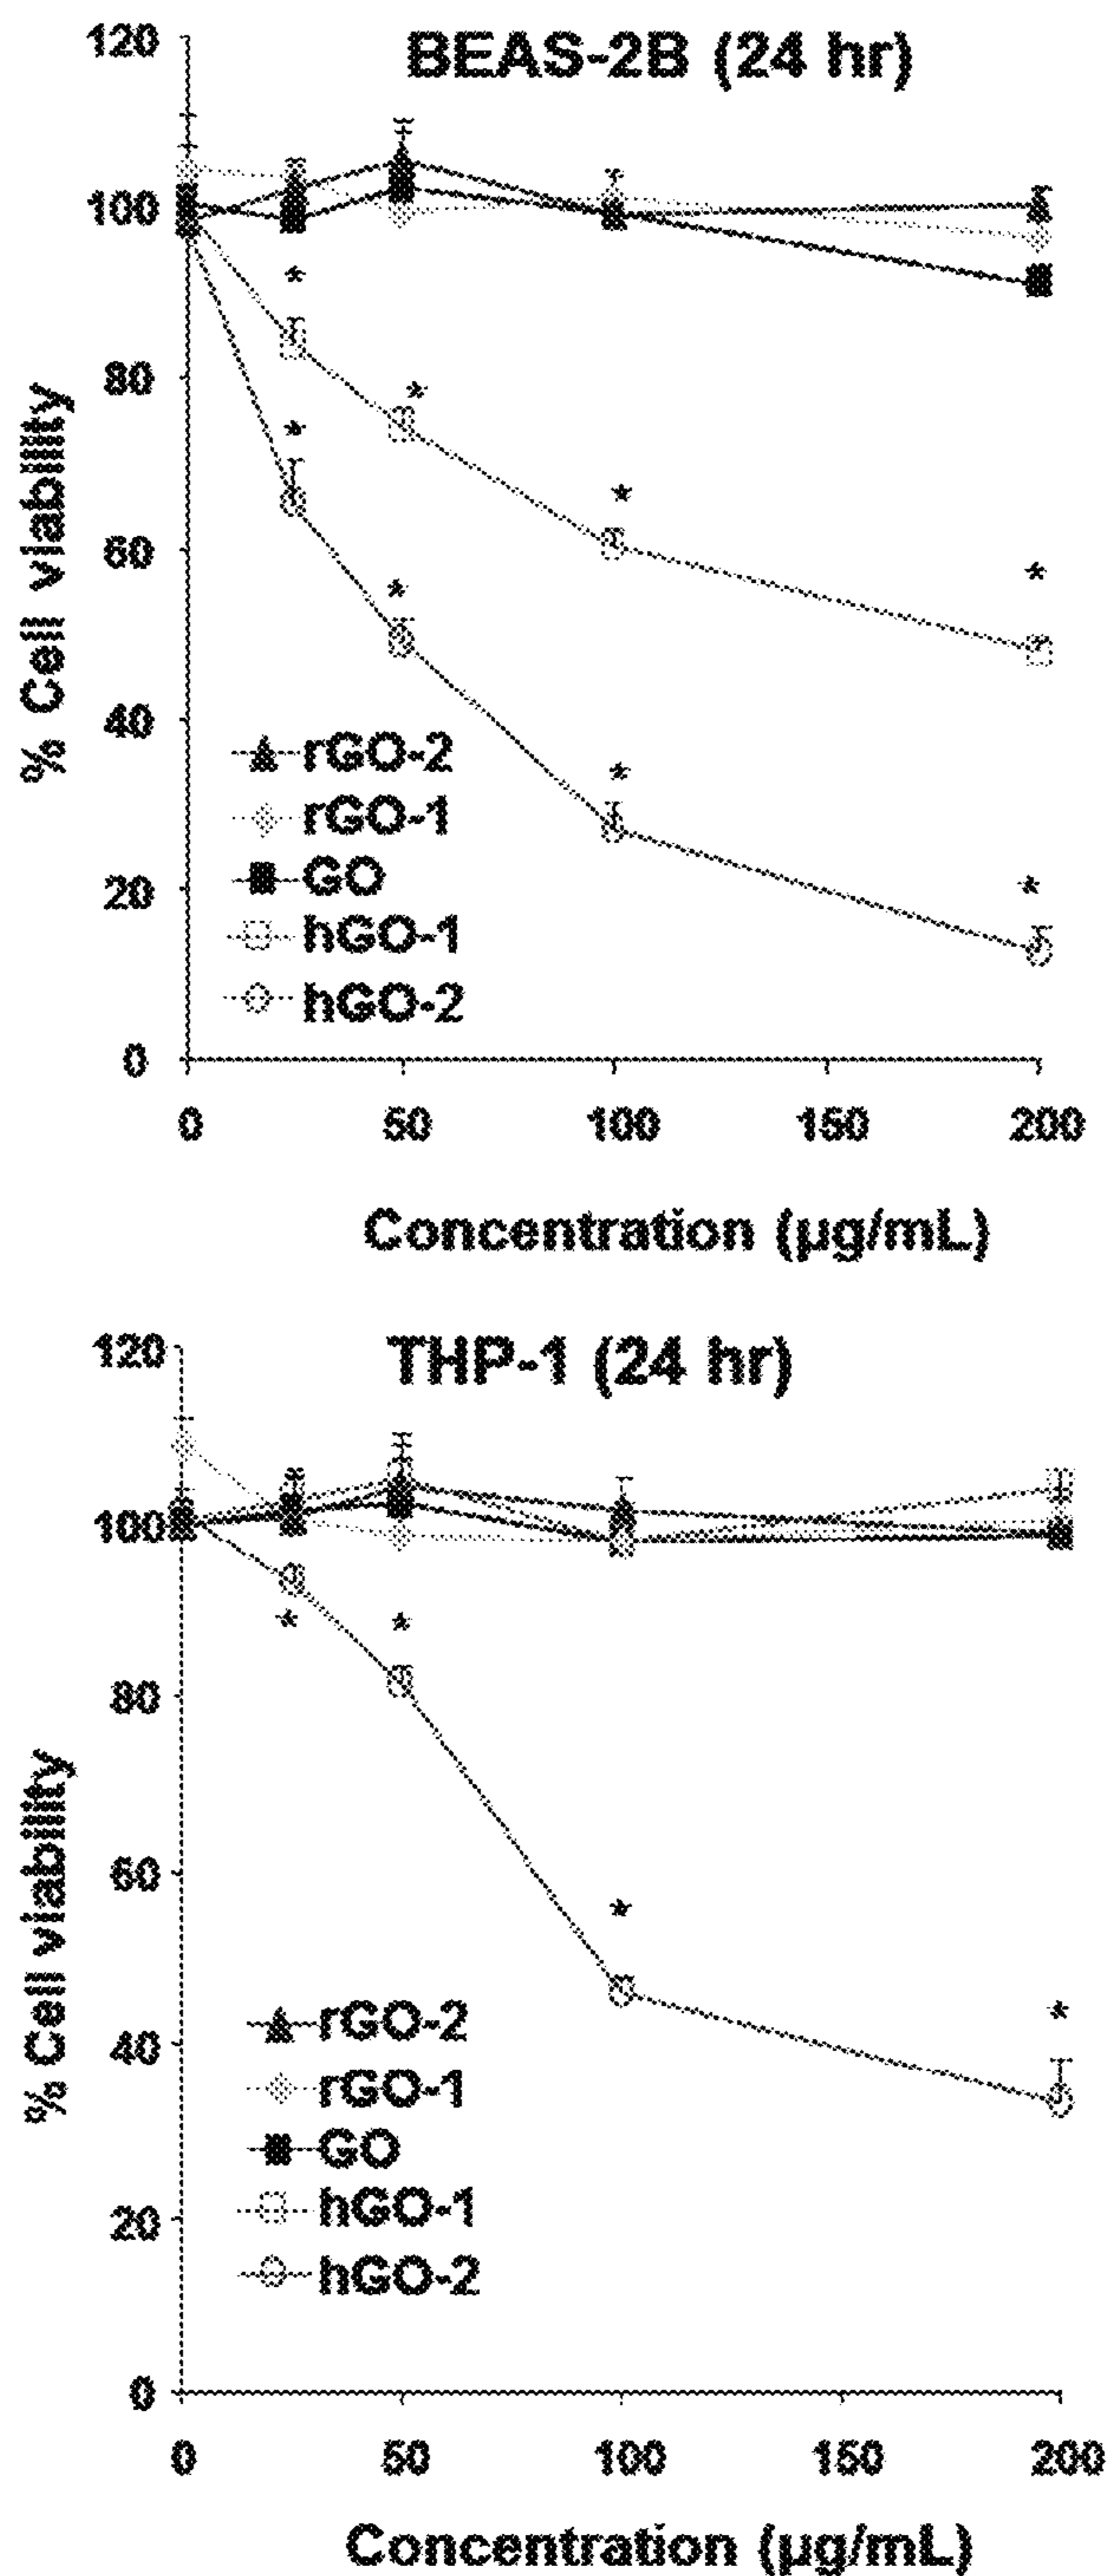 BEAS-2B (24 hr)
120
100
80
60
40
20
0
% Cell viability
*
*
*
*
*
*
*
*
rGO-2
rGO-1
GO
hGO-1
hGO-2
0 50 100 150 200
Concentration (µg/mL)
THP-1 (24 hr)
120
100
80
60
40
20
0
% Cell viability
* *
*
*
rGO-2
rGO-1
GO
hGO-1
hGO-2
0 50 100 150 200
Concentration (µg/mL)